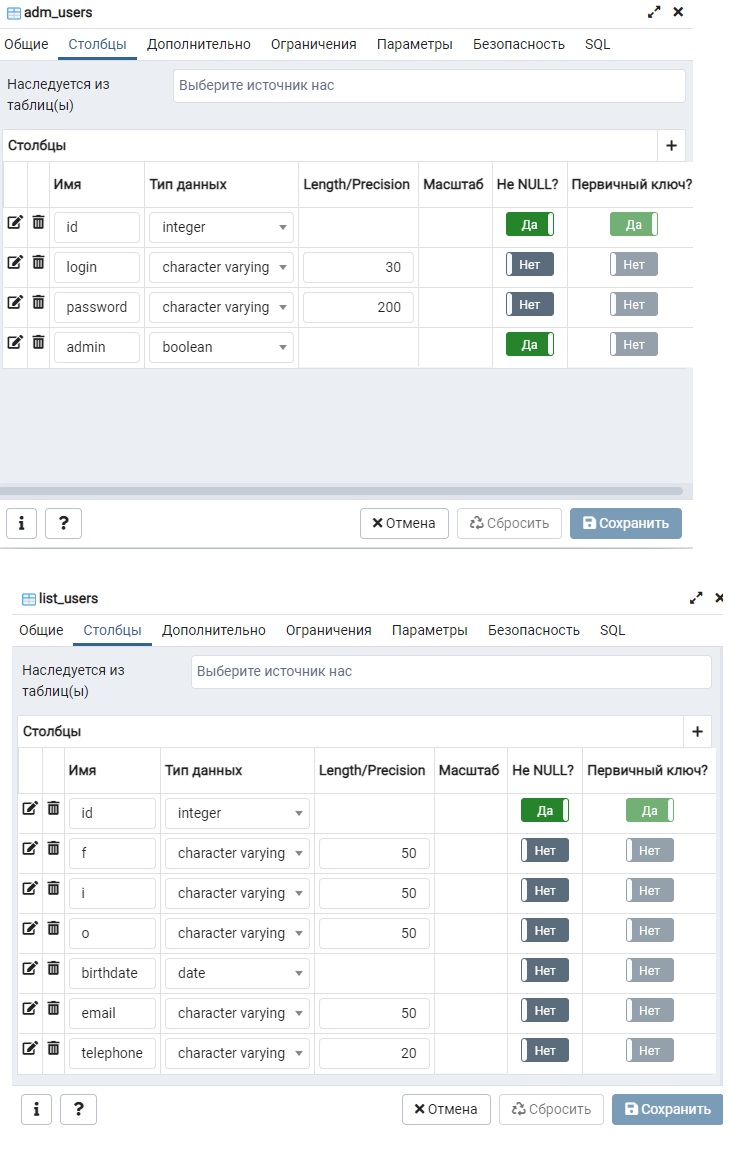 adm_users
Общие Столбцы Дополнительно Ограничения Параметры Безопасность SQL
Наследуется из Выберите источник нас
таблиц(ы)
Столбцы +
Имя Тип данных Length/Precision Масштаб Не NULL? Первичный ключ?
id integer Да Да
login character varying 30 Нет Нет
password character varying 200 Нет Нет
admin boolean Да Нет
i ? Отмена Сбросить Сохранить
list_users
Общие Столбцы Дополнительно Ограничения Параметры Безопасность SQL
Наследуется из Выберите источник нас
таблиц(ы)
Столбцы +
Имя Тип данных Length/Precision Масштаб Не NULL? Первичный ключ?
id integer Да Да
f character varying 50 Нет Нет
i character varying 50 Нет Нет
o character varying 50 Нет Нет
birthdate date Нет Нет
email character varying 50 Нет Нет
telephone character varying 20 Нет Нет
i ? Отмена Сбросить Сохранить